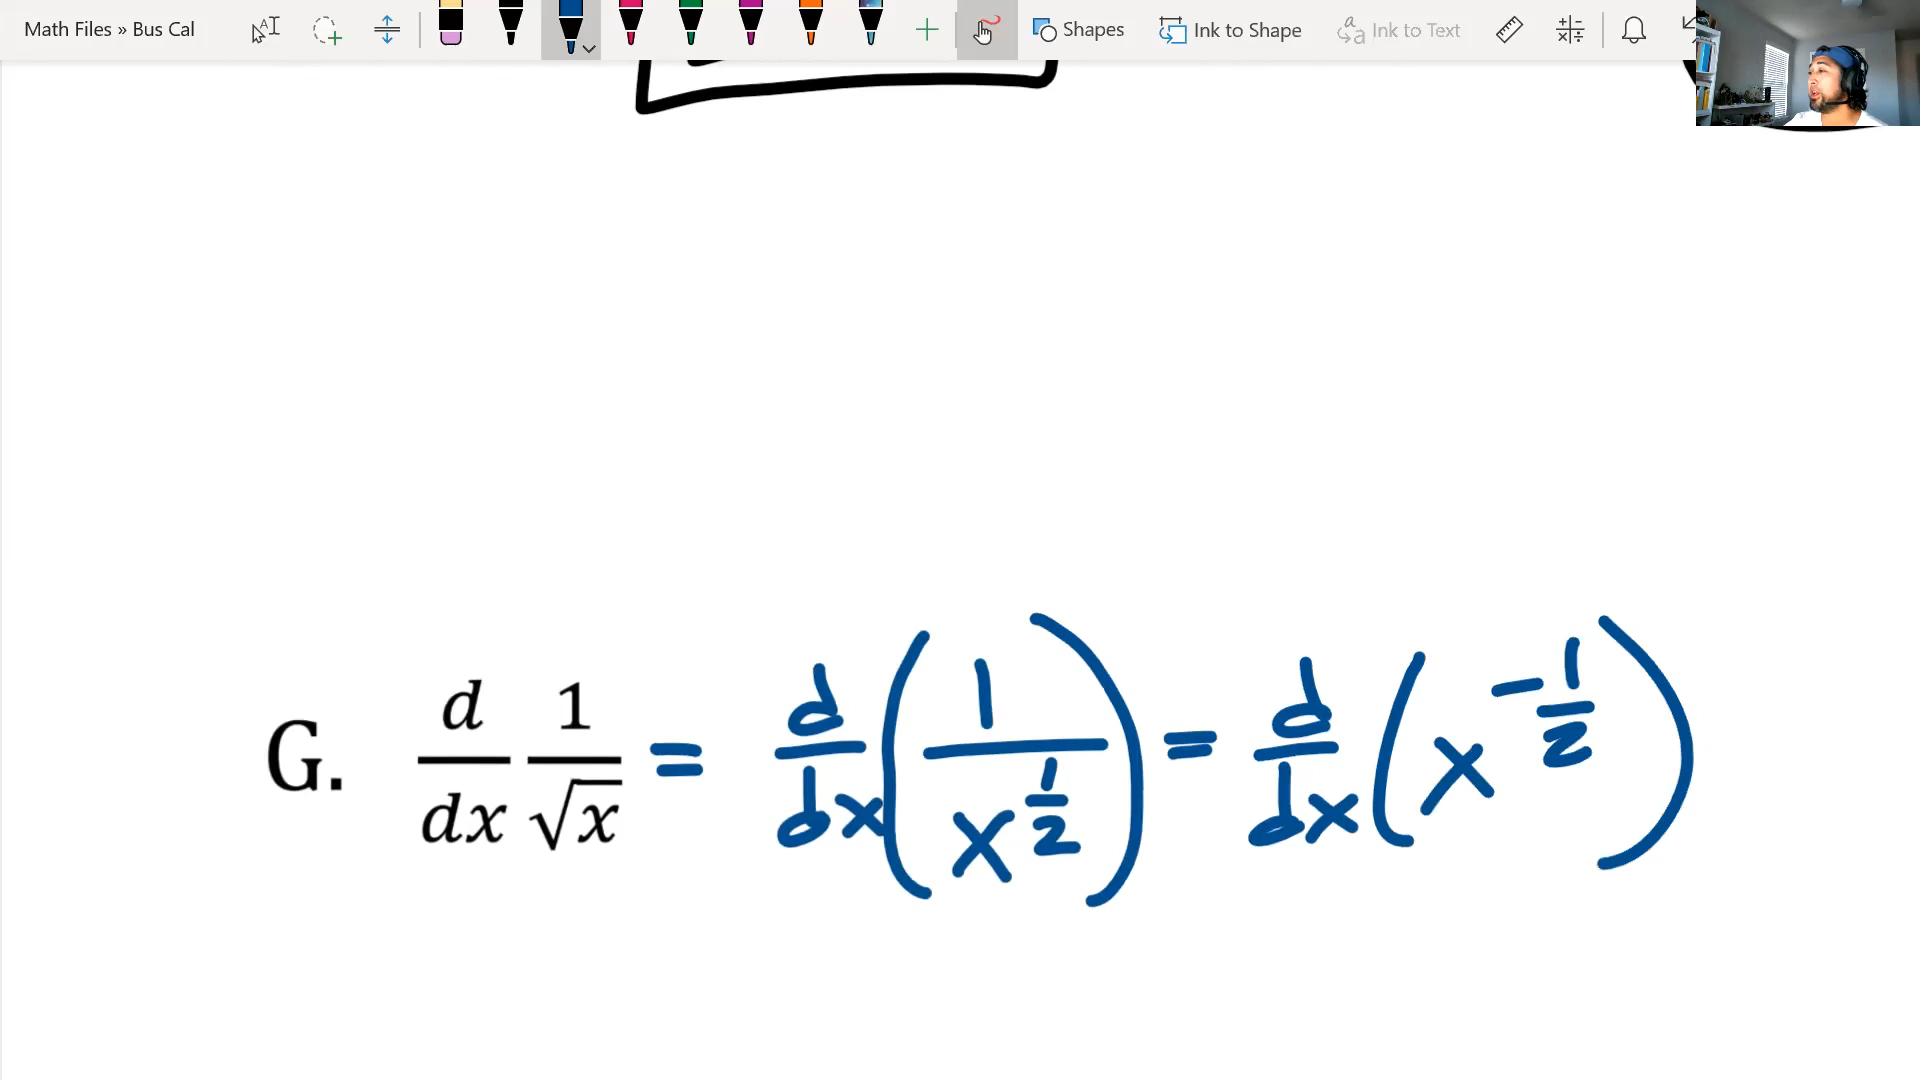 Math Files » Bus Cal Shapes Ink to Shape Ink to Text
G. d/dx 1/√x = d/dx (1/x^(1/2)) = d/dx (x^(-1/2))